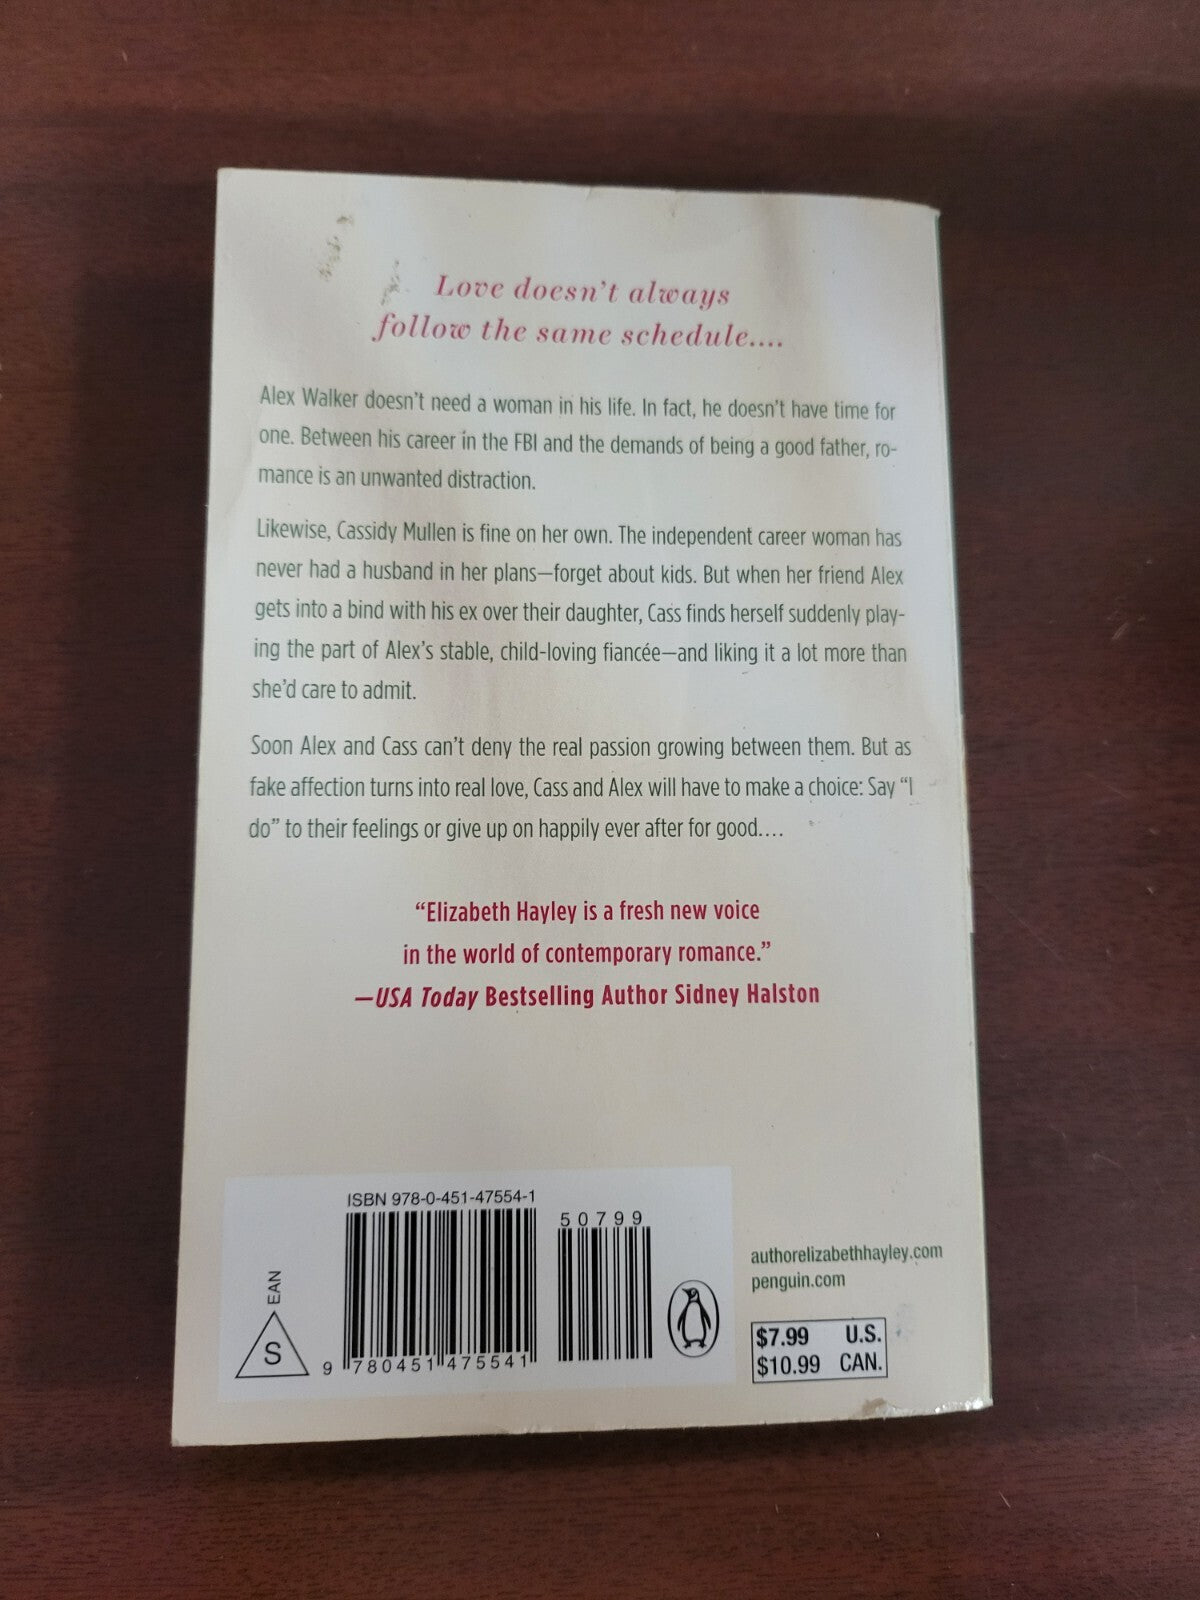 Love doesn't always
follow the same schedule....
Alex Walker doesn't need a woman in his life. In fact, he doesn't have time for
one. Between his career in the FBI and the demands of being a good father, ro-
mance is an unwanted distraction.
Likewise, Cassidy Mullen is fine on her own. The independent career woman has
never had a husband in her plans—forget about kids. But when her friend Alex
gets into a bind with his ex over their daughter, Cass finds herself suddenly play-
ing the part of Alex's stable, child-loving fiancée—and liking it a lot more than
she'd care to admit.
Soon Alex and Cass can't deny the real passion growing between them. But as
fake affection turns into real love, Cass and Alex will have to make a choice: Say “I
do” to their feelings or give up on happily ever after for good....
“Elizabeth Hayley is a fresh new voice
in the world of contemporary romance.”
—USA Today Bestselling Author Sidney Halston
ISBN 978-0-451-47554-1
50799
EAN
S
9 780451 475541
authorelizabethhayley.com
penguin.com
$7.99 U.S.
$10.99 CAN.